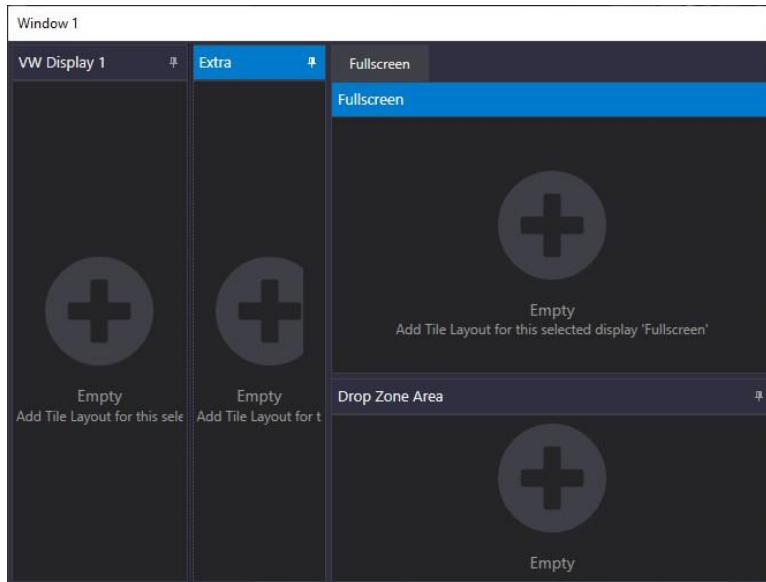 Window 1
VW Display 1
Extra
Fullscreen
Fullscreen
Empty
Add Tile Layout for this sele
Empty
Add Tile Layout for t
Empty
Add Tile Layout for this selected display 'Fullscreen'
Drop Zone Area
Empty